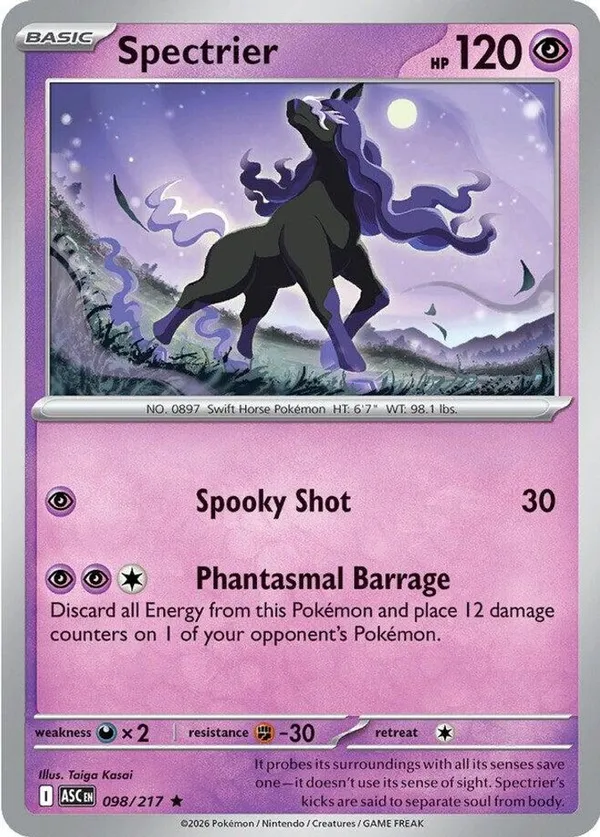 BASIC
Spectrier
HP 120
NO. 0897 Swift Horse Pokémon HT: 6'7" WT: 98.1 lbs.
Spooky Shot 30
Phantasmal Barrage
Discard all Energy from this Pokémon and place 12 damage
counters on 1 of your opponent's Pokémon.
weakness ×2 resistance -30 retreat
Illus. Taiga Kasai
I ASC EN 098/217
It probes its surroundings with all its senses save
one—it doesn't use its sense of sight. Spectrier's
kicks are said to separate soul from body.
©2026 Pokémon / Nintendo / Creatures / GAME FREAK